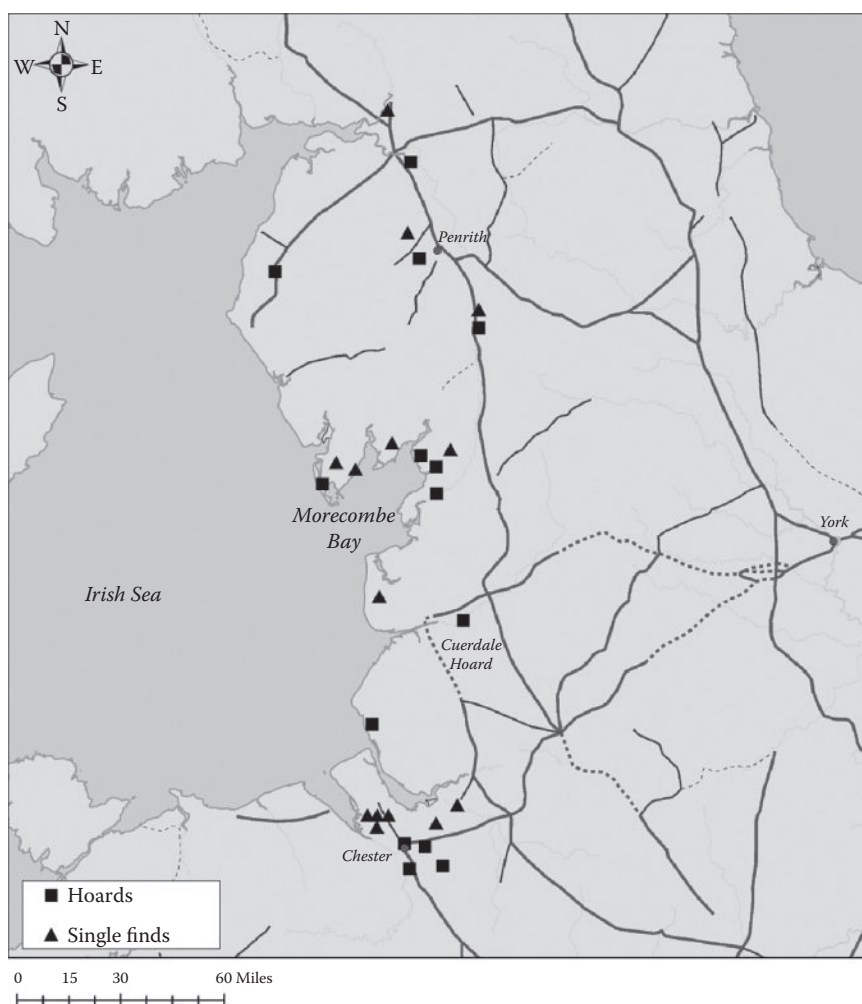 N
W E
S
Penrith
Morecombe
Bay
York
Irish Sea
Cuerdale
Hoard
Chester
Hoards
Single finds
0 15 30 60 Miles